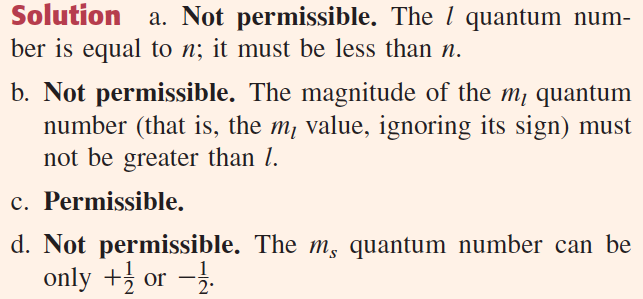 Solution a. Not permissible. The l quantum num-
ber is equal to n; it must be less than n.
b. Not permissible. The magnitude of the mₗ quantum
number (that is, the mₗ value, ignoring its sign) must
not be greater than l.
c. Permissible.
d. Not permissible. The mₛ quantum number can be
only +½ or −½.